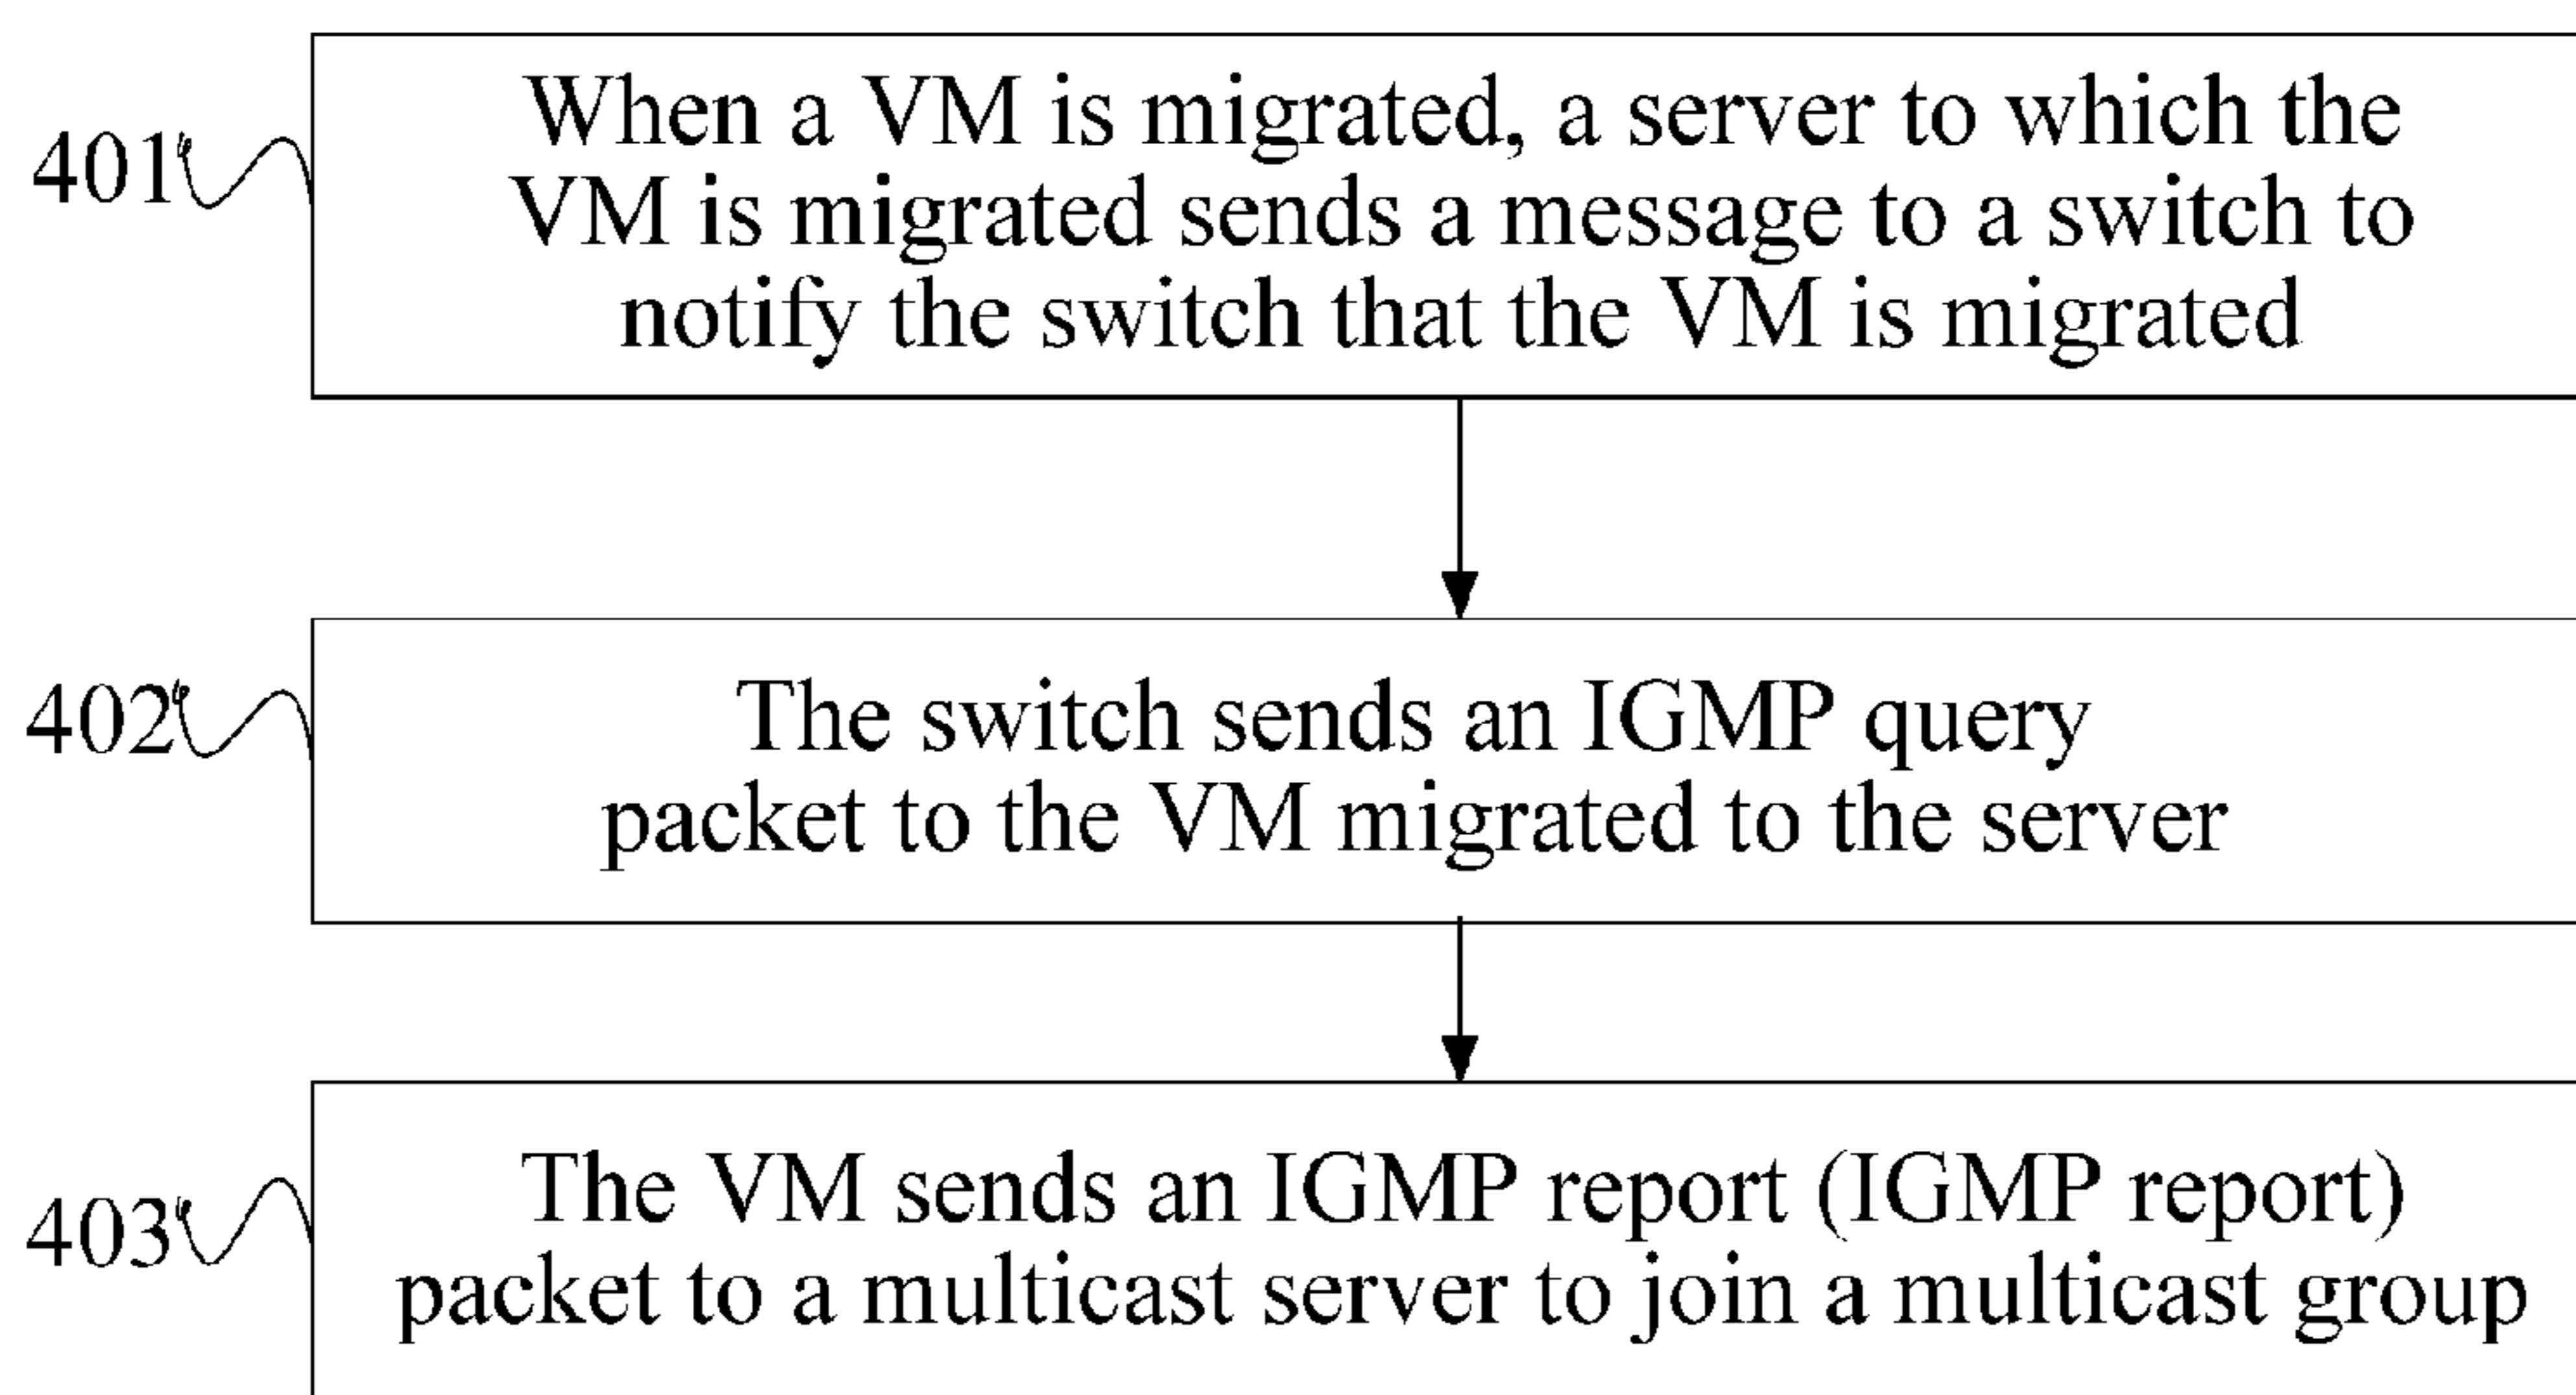 401
When a VM is migrated, a server to which the
VM is migrated sends a message to a switch to
notify the switch that the VM is migrated
402
The switch sends an IGMP query
packet to the VM migrated to the server
403
The VM sends an IGMP report (IGMP report)
packet to a multicast server to join a multicast group